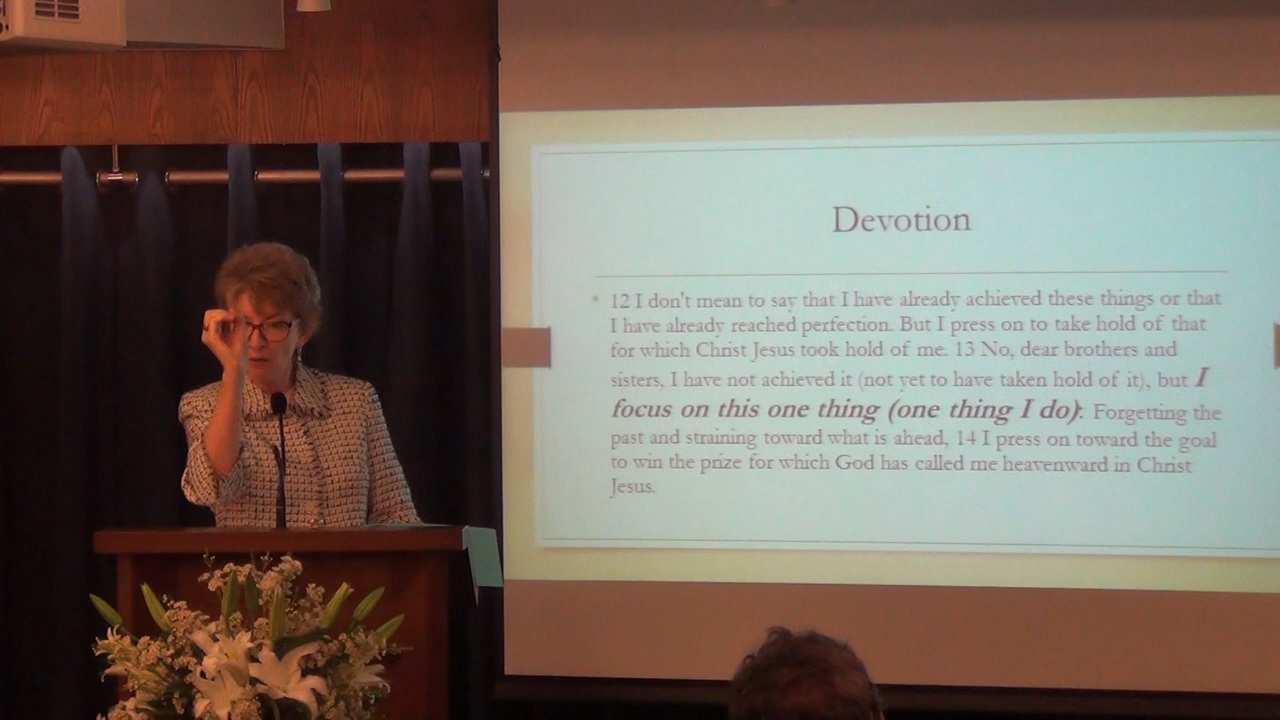 Devotion
* 12 I don't mean to say that I have already achieved these things or that
I have already reached perfection. But I press on to take hold of that
for which Christ Jesus took hold of me. 13 No, dear brothers and
sisters, I have not achieved it (not yet to have taken hold of it), but I
focus on this one thing (one thing I do): Forgetting the
past and straining toward what is ahead, 14 I press on toward the goal
to win the prize for which God has called me heavenward in Christ
Jesus.